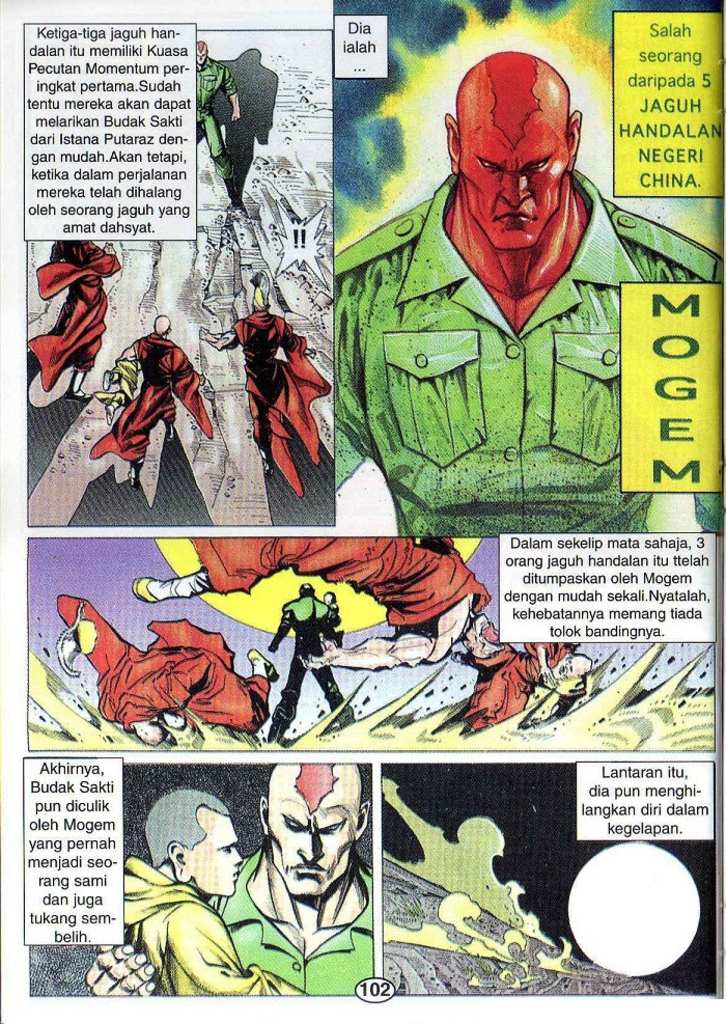 Ketiga-tiga jaguh han-
dalan itu memiliki Kuasa
Pecutan Momentum per-
ingkat pertama.Sudah
tentu mereka akan dapat
melarikan Budak Sakti
dari Istana Putaraz den-
gan mudah.Akan tetapi,
ketika dalam perjalanan
mereka telah dihalang
oleh seorang jaguh yang
amat dahsyat.
!!
Dia
ialah
...
Salah
seorang
daripada 5
JAGUH
HANDALAN
NEGERI
CHINA.
MOGEM
Dalam sekelip mata sahaja, 3
orang jaguh handalan itu ttelah
ditumpaskan oleh Mogem
dengan mudah sekali.Nyatalah,
kehebatannya memang tiada
tolok bandingnya.
Akhirnya,
Budak Sakti
pun diculik
oleh Mogem
yang pernah
menjadi seo-
rang sami
dan juga
tukang sem-
belih.
Lantaran itu,
dia pun menghi-
langkan diri dalam
kegelapan.
102